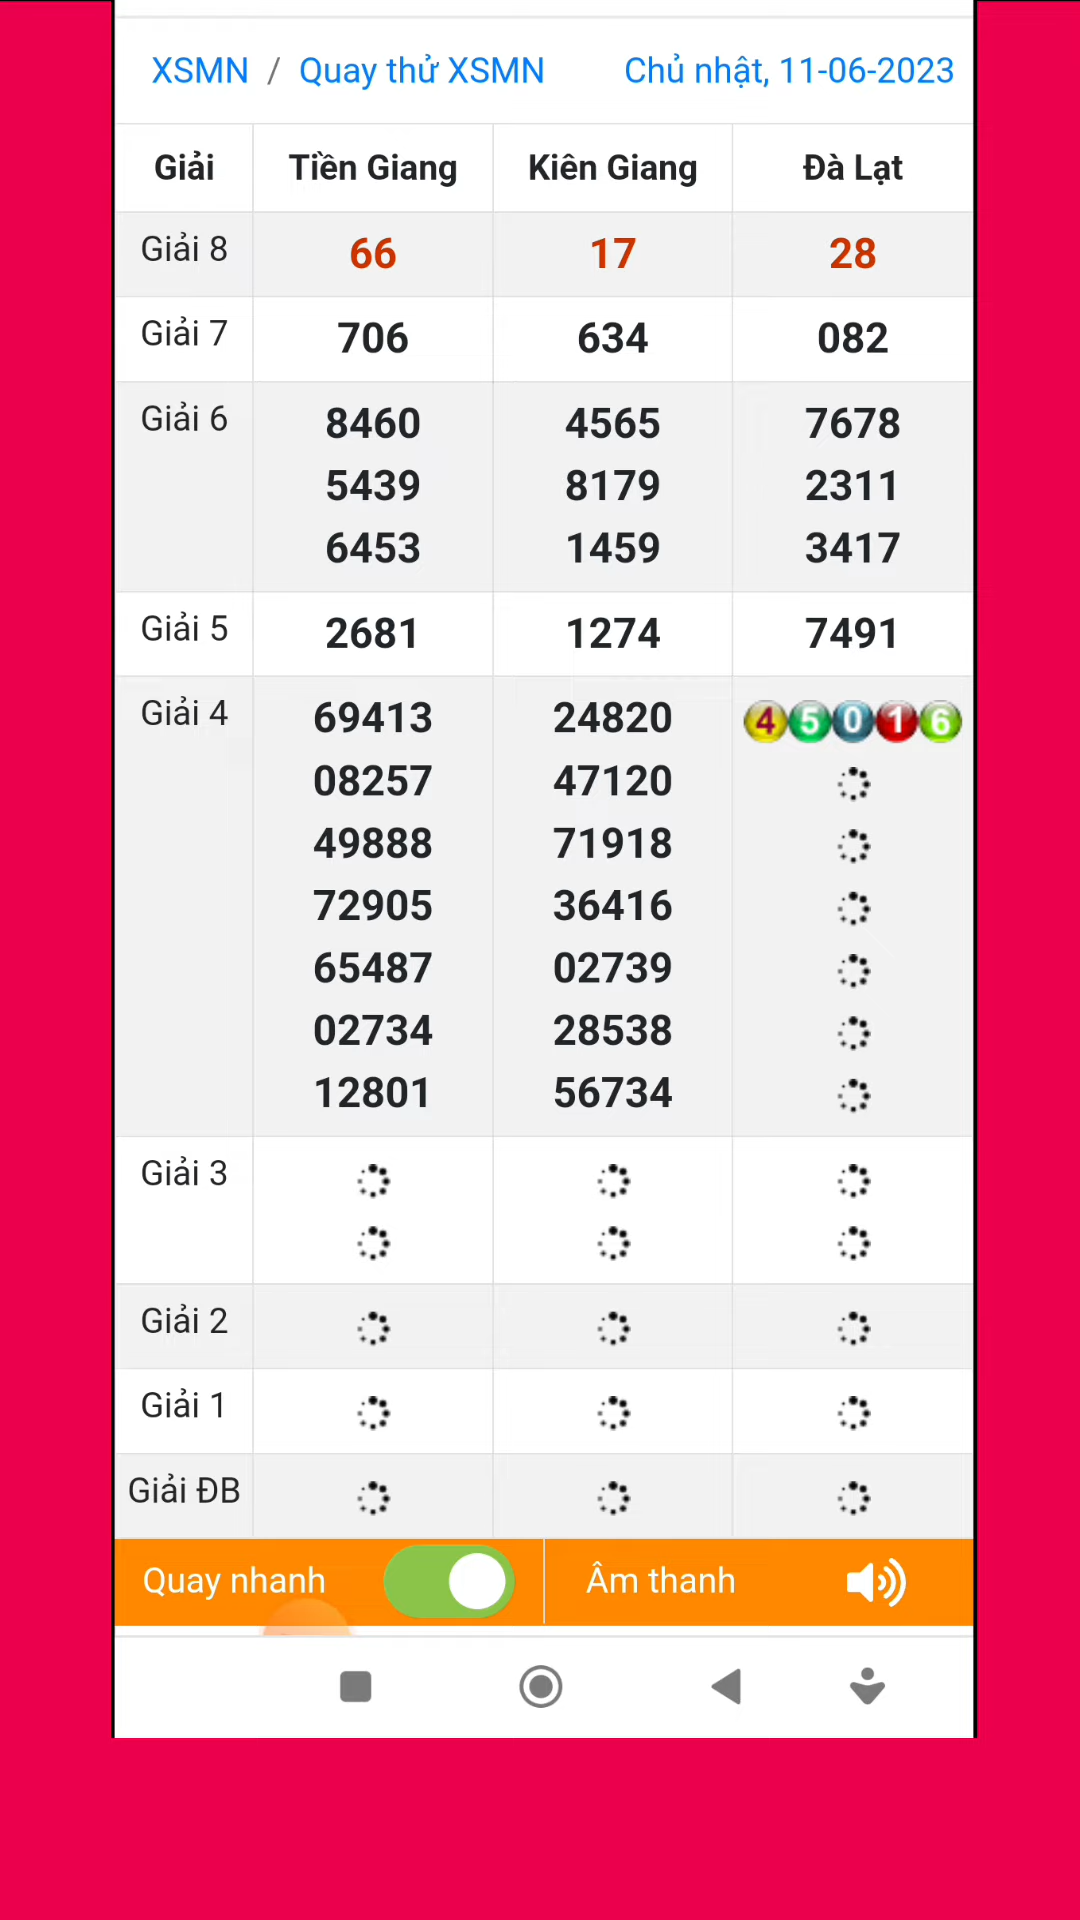 XSMN / Quay thử XSMN Chủ nhật, 11-06-2023
Giải Tiền Giang Kiên Giang Đà Lạt
Giải 8 66 17 28
Giải 7 706 634 082
Giải 6 8460 4565 7678
5439 8179 2311
6453 1459 3417
Giải 5 2681 1274 7491
Giải 4 69413 24820 45016
08257 47120
49888 71918
72905 36416
65487 02739
02734 28538
12801 56734
Giải 3
Giải 2
Giải 1
Giải ĐB
Quay nhanh Âm thanh